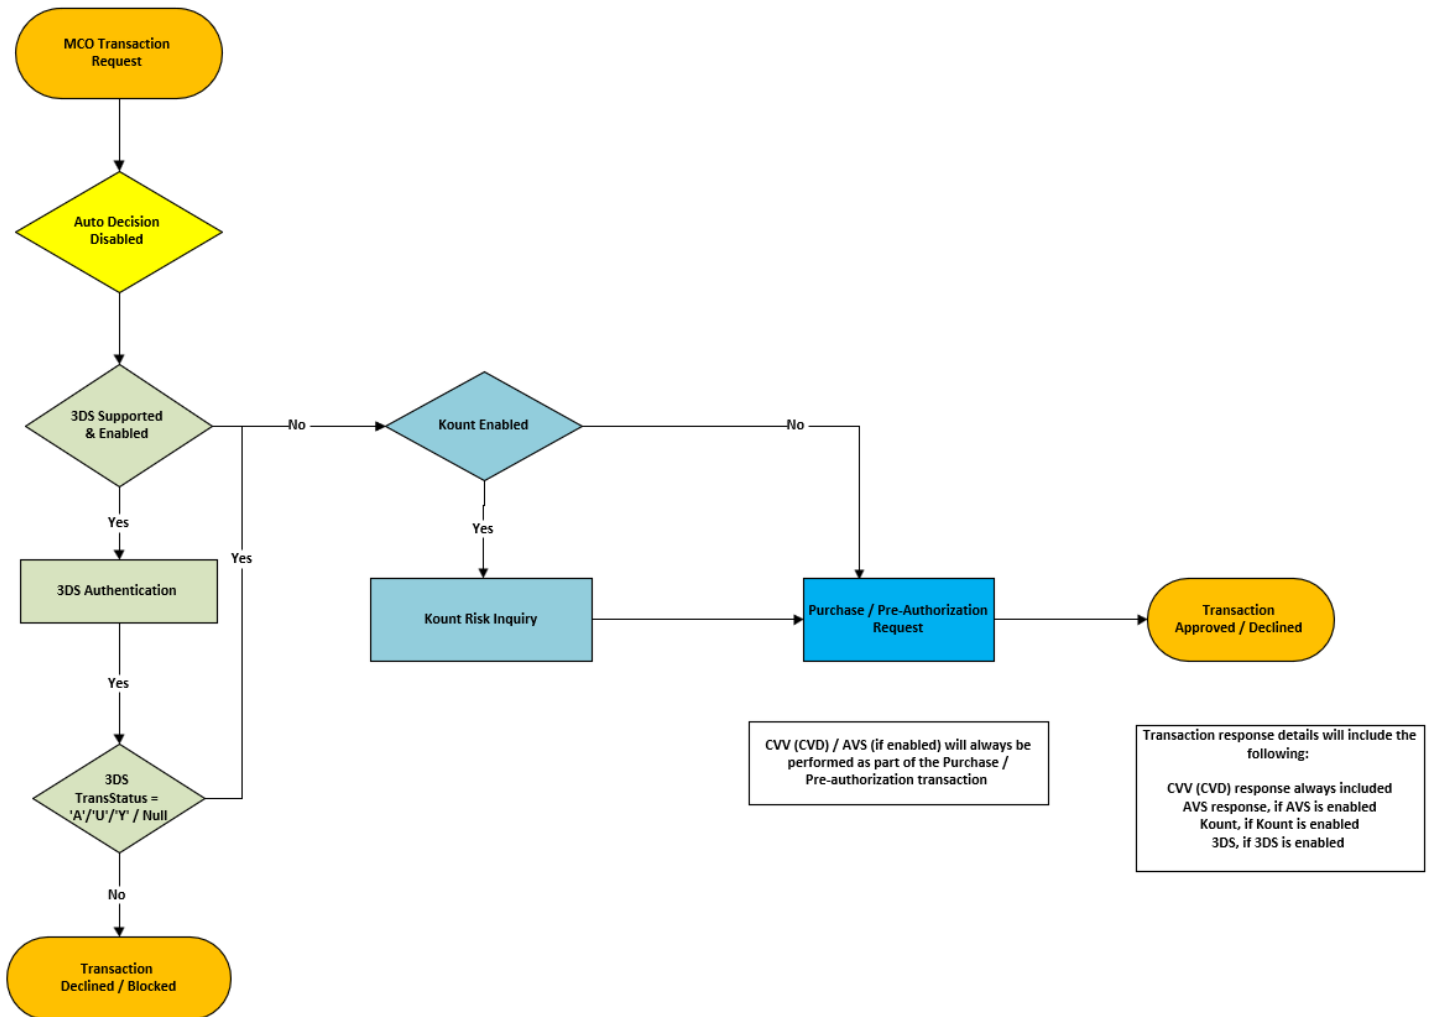 MCO Transaction
Request
Auto Decision
Disabled
3DS Supported
& Enabled
No
Kount Enabled
No
Yes
Yes
Yes
3DS Authentication
Kount Risk Inquiry
Purchase / Pre-Authorization
Request
Transaction
Approved / Declined
Yes
3DS
TransStatus =
'A'/'U'/'Y' / Null
CVV (CVD) / AVS (if enabled) will always be
performed as part of the Purchase /
Pre-authorization transaction
Transaction response details will include the
following:
CVV (CVD) response always included
AVS response, if AVS is enabled
Kount, if Kount is enabled
3DS, if 3DS is enabled
No
Transaction
Declined / Blocked